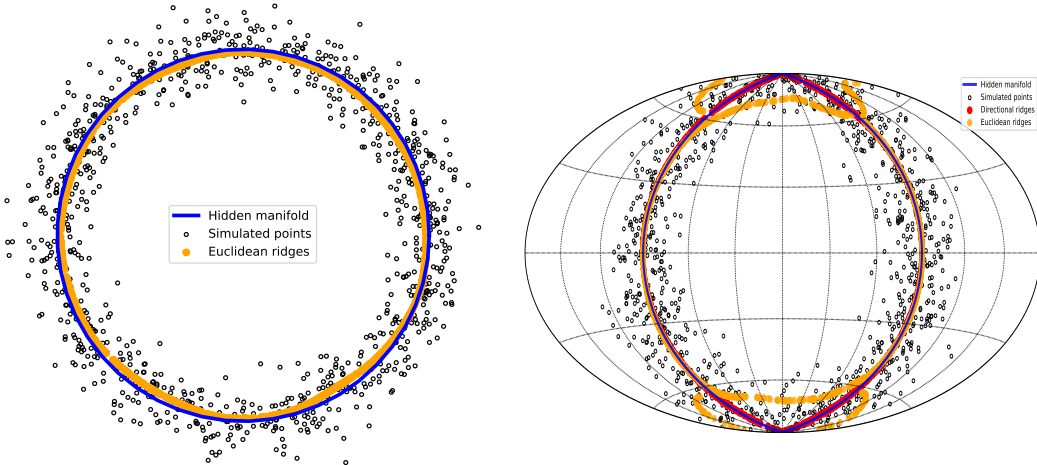 Hidden manifold
Simulated points
Euclidean ridges
Hidden manifold
Simulated points
Directional ridges
Euclidean ridges